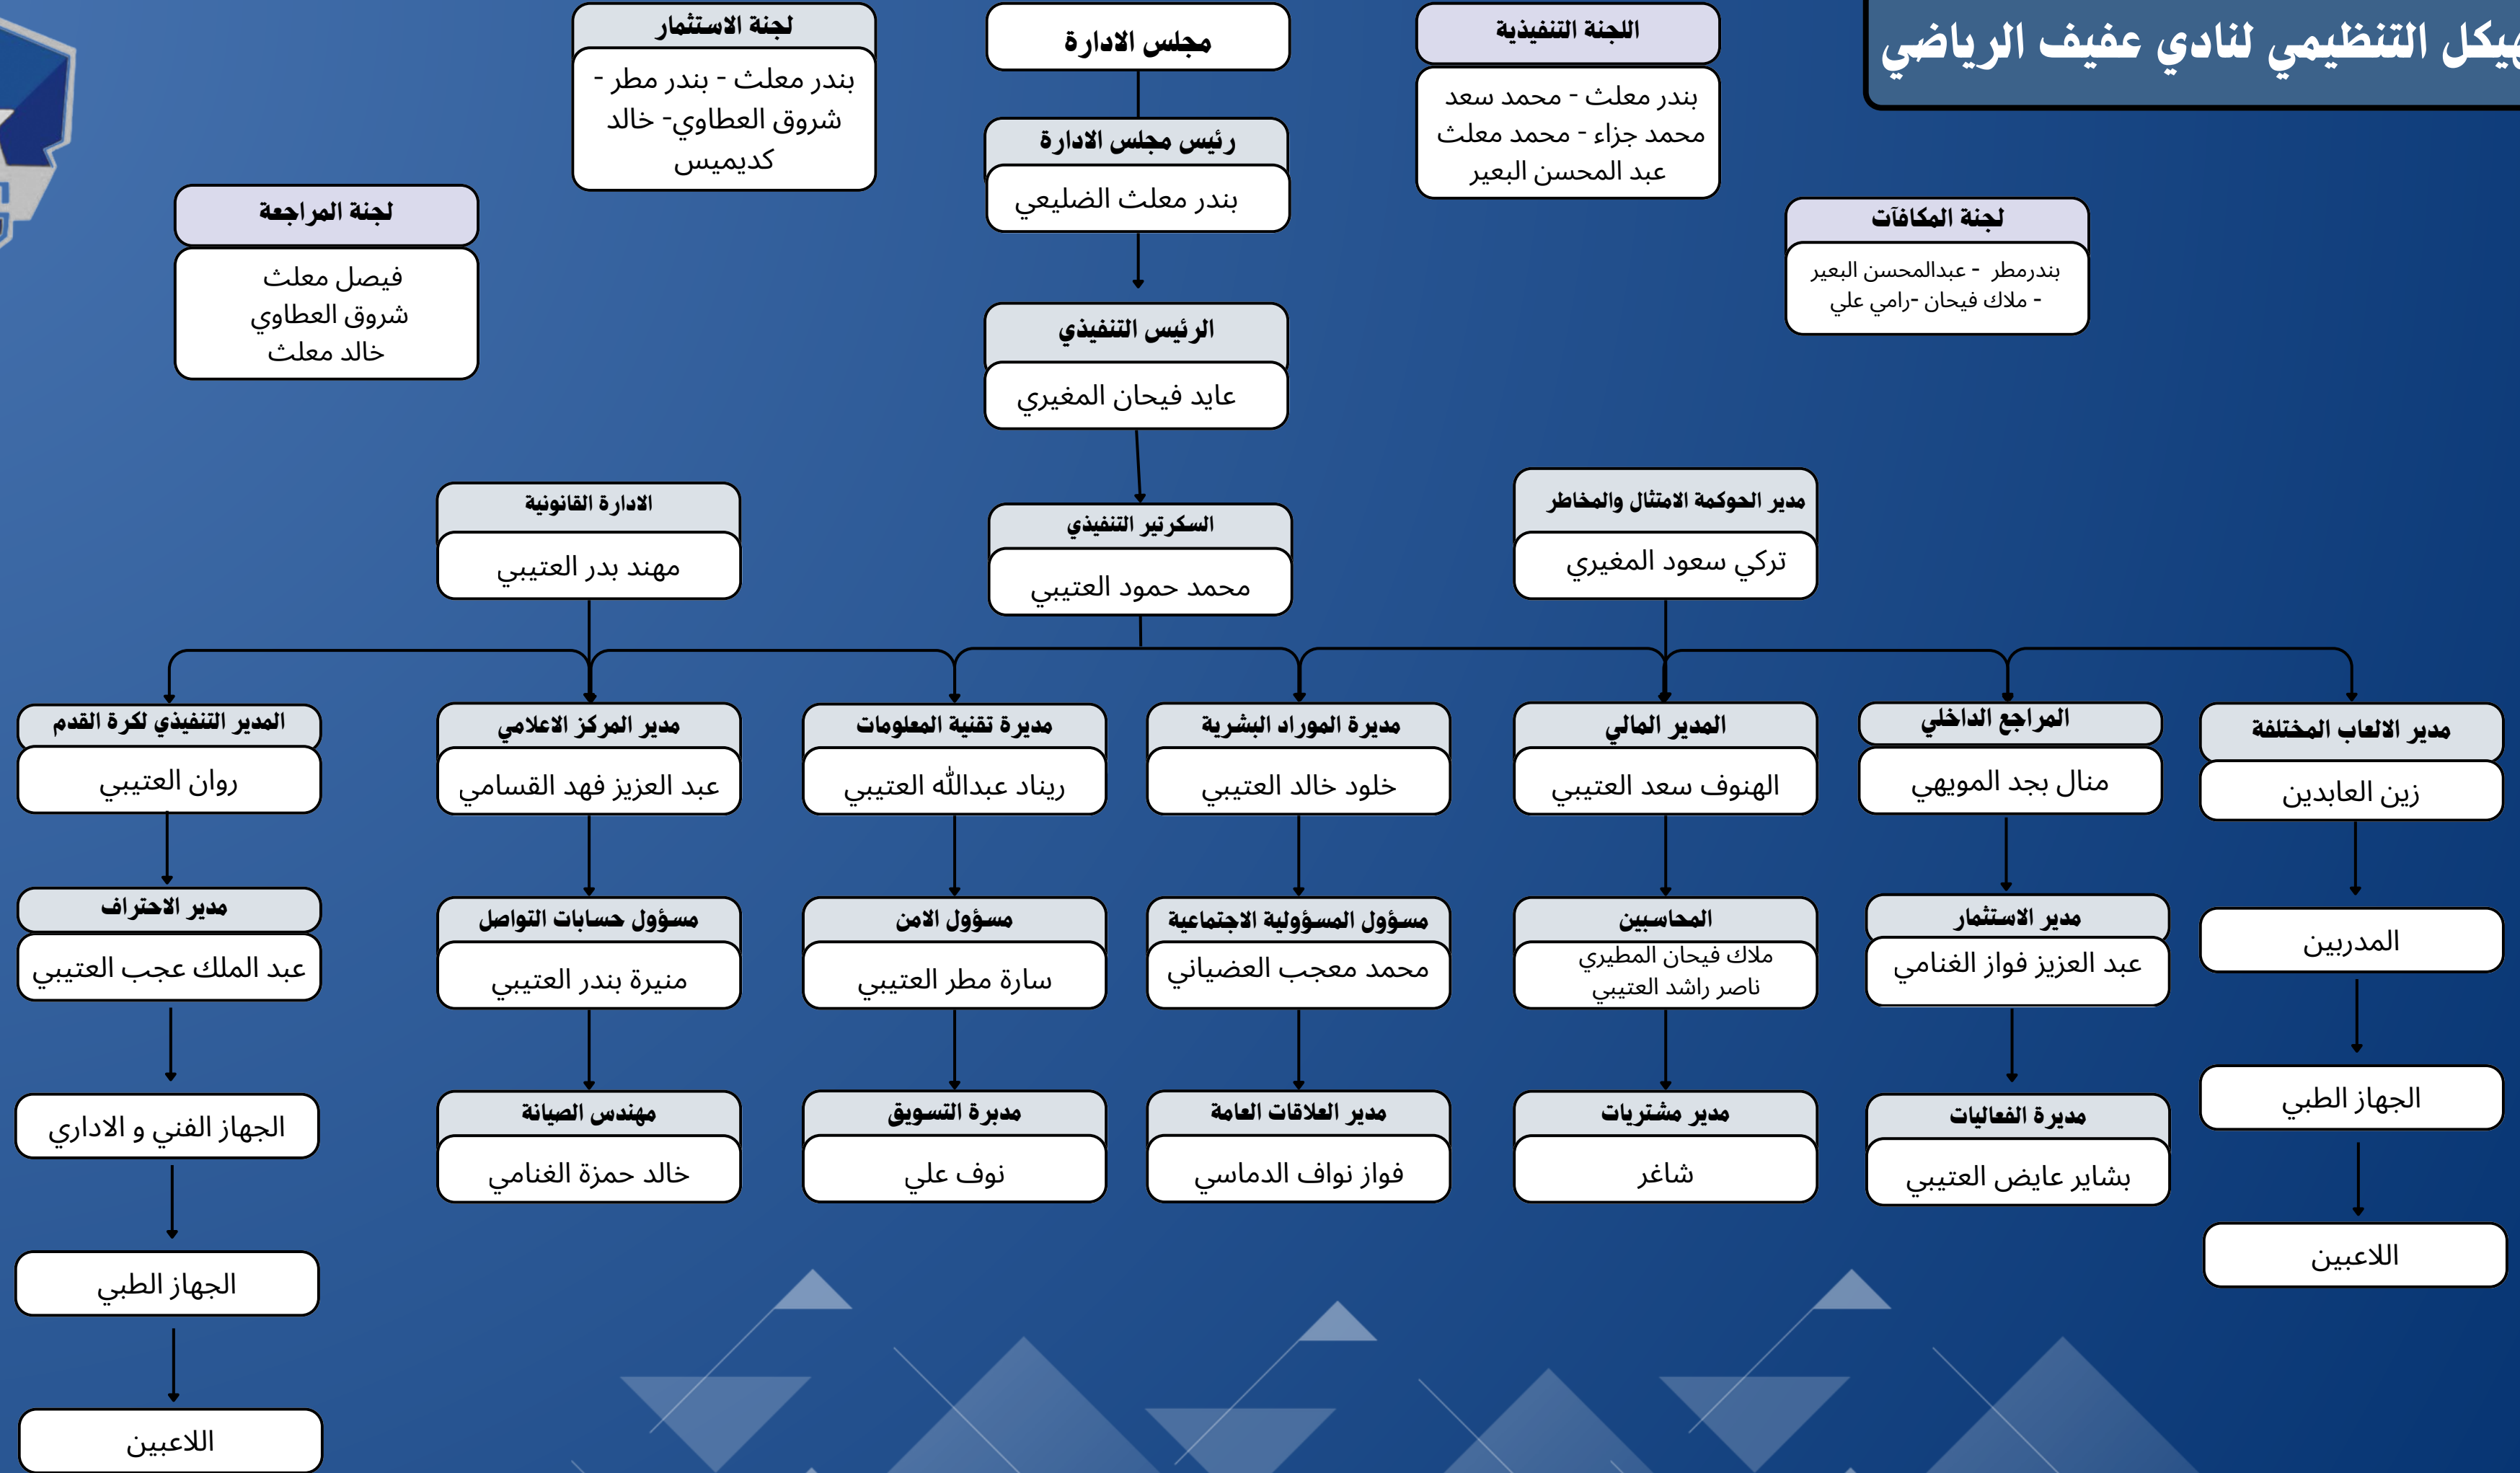 هيكل التنظيمي لنادي عفيف الرياضي
مجلس الادارة
رئيس مجلس الادارة
بندر معلث الضليعي
اللجنة التنفيذية
بندر معلث - محمد سعد
محمد جزاء - محمد معلث
عبد المحسن البعير
لجنة الاستثمار
بندر معلث - بندر مطر -
شروق العطاوي- خالد
كديميس
لجنة المكافآت
بندرمطر - عبدالمحسن البعير
- ملاك فيحان -رامي علي
لجنة المراجعة
فيصل معلث
شروق العطاوي
خالد معلث
الرئيس التنفيذي
عايد فيحان المغيري
مدير الحوكمة الامتثال والمخاطر
تركي سعود المغيري
السكرتير التنفيذي
محمد حمود العتيبي
الادارة القانونية
مهند بدر العتيبي
مدير الالعاب المختلفة
زين العابدين
المدربين
الجهاز الطبي
اللاعبين
المراجع الداخلي
منال بجد المويهي
مدير الاستثمار
عبد العزيز فواز الغنامي
مديرة الفعاليات
بشاير عايض العتيبي
المدير المالي
الهنوف سعد العتيبي
المحاسبين
ملاك فيحان المطيري
ناصر راشد العتيبي
مدير مشتريات
شاغر
مديرة الموراد البشرية
خلود خالد العتيبي
مسؤول المسؤولية الاجتماعية
محمد معجب العضياني
مدير العلاقات العامة
فواز نواف الدماسي
مديرة تقنية المعلومات
ريناد عبدالله العتيبي
مسؤول الامن
سارة مطر العتيبي
مدبرة التسويق
نوف علي
مدير المركز الاعلامي
عبد العزيز فهد القسامي
مسؤول حسابات التواصل
منيرة بندر العتيبي
مهندس الصيانة
خالد حمزة الغنامي
المدير التنفيذي لكرة القدم
روان العتيبي
مدير الاحتراف
عبد الملك عجب العتيبي
الجهاز الفني و الاداري
الجهاز الطبي
اللاعبين